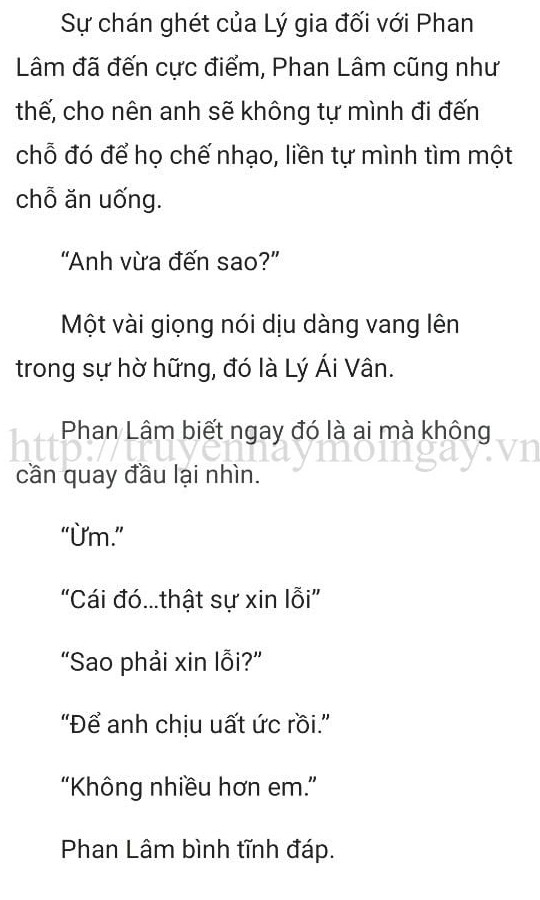 Sự chán ghét của Lý gia đối với Phan
Lâm đã đến cực điểm, Phan Lâm cũng như
thế, cho nên anh sẽ không tự mình đi đến
chỗ đó để họ chế nhạo, liền tự mình tìm một
chỗ ăn uống.
“Anh vừa đến sao?”
Một vài giọng nói dịu dàng vang lên
trong sự hờ hững, đó là Lý Ái Vân.
Phan Lâm biết ngay đó là ai mà không
http://truyenhaymoingay.vn
cần quay đầu lại nhìn.
“Ừm.”
“Cái đó...thật sự xin lỗi”
“Sao phải xin lỗi?”
“Để anh chịu uất ức rồi.”
“Không nhiều hơn em.”
Phan Lâm bình tĩnh đáp.